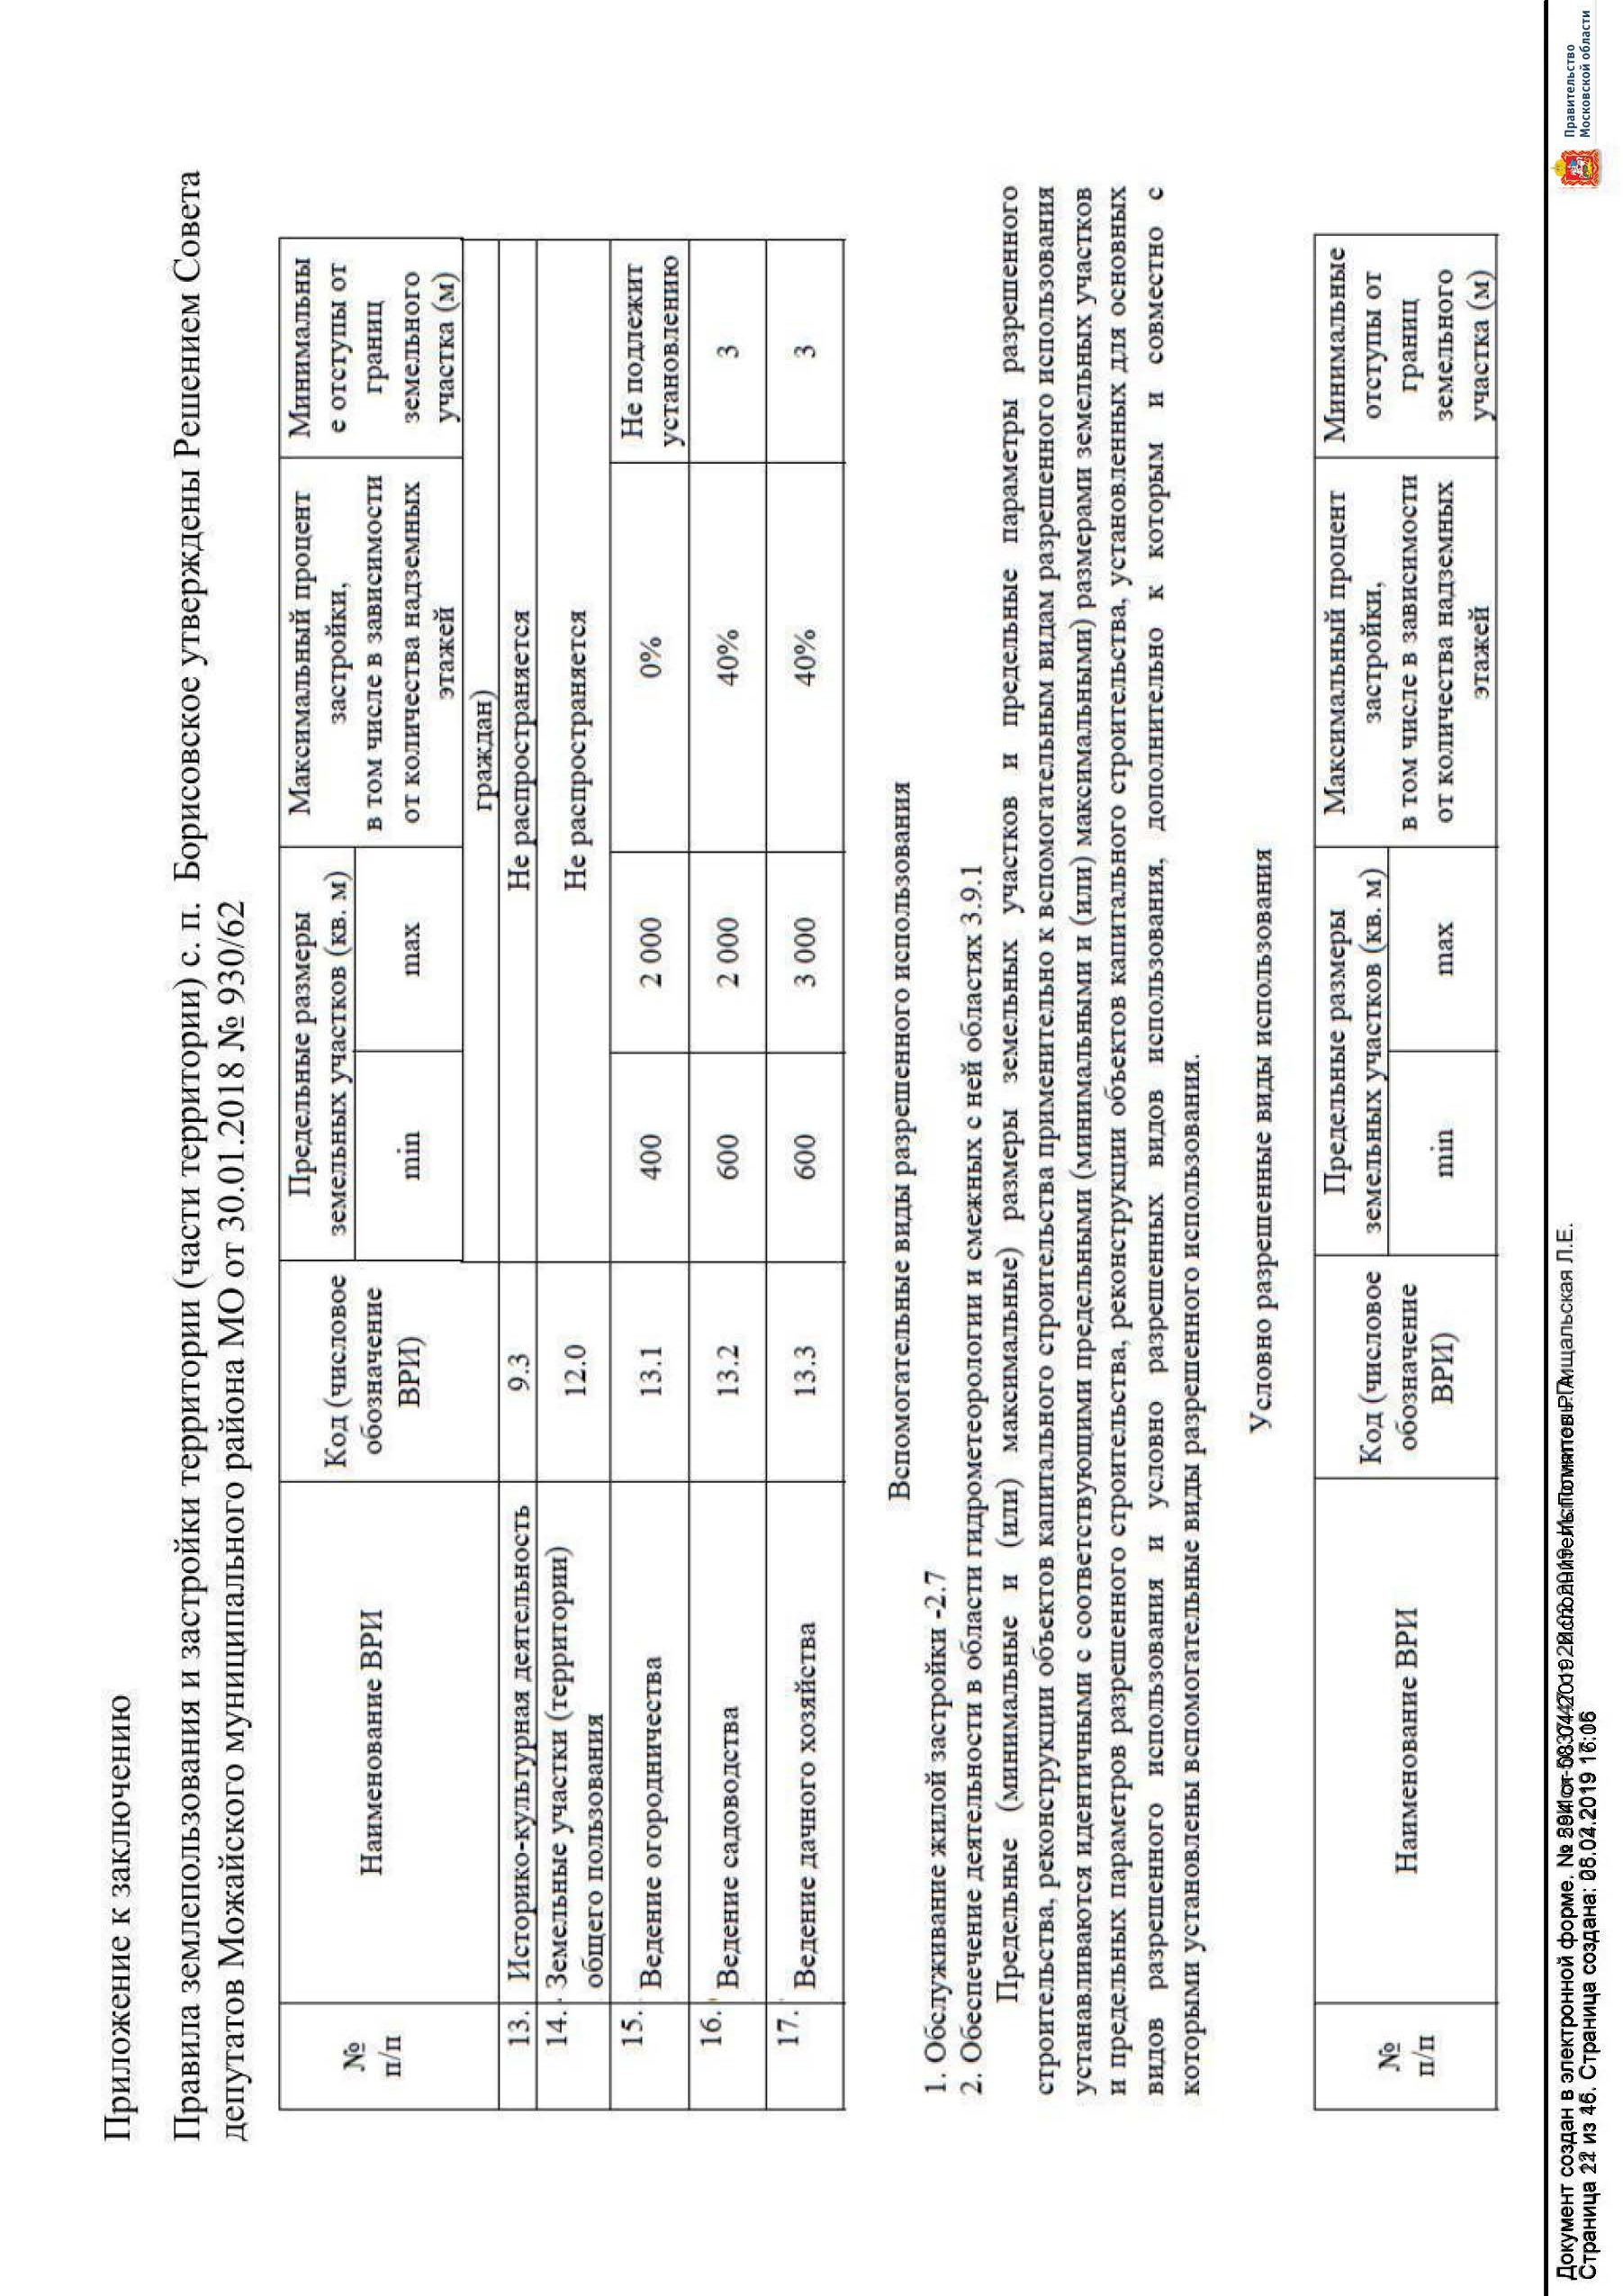 Приложение к заключению
Правила землепользования и застройки территории (части территории) с. п. Борисовское утверждены Решением Совета
депутатов Можайского муниципального района МО от 30.01.2018 № 930/62
№
п/п
Наименование ВРИ
Код (числовое
обозначение
ВРИ)
Предельные размеры
земельных участков (кв. м)
min
max
Максимальный процент
застройки,
в том числе в зависимости
от количества надземных
этажей
Минимальны
е отступы от
границ
земельного
участка (м)
граждан)
13. Историко-культурная деятельность 9.3 Не распространяется
14. Земельные участки (территории)
общего пользования
12.0 Не распространяется
15. Ведение огородничества 13.1 400 2 000 0% Не подлежит
установлению
16. Ведение садоводства 13.2 600 2 000 40% 3
17. Ведение дачного хозяйства 13.3 600 3 000 40% 3
Вспомогательные виды разрешенного использования
1. Обслуживание жилой застройки -2.7
2. Обеспечение деятельности в области гидрометеорологии и смежных с ней областях 3.9.1
Предельные (минимальные и (или) максимальные) размеры земельных участков и предельные параметры разрешенного
строительства, реконструкции объектов капитального строительства применительно к вспомогательным видам разрешенного использования
устанавливаются идентичными с соответствующими предельными (минимальными и (или) максимальными) размерами земельных участков
и предельных параметров разрешенного строительства, реконструкции объектов капитального строительства, установленных для основных
видов разрешенного использования и условно разрешенных видов использования, дополнительно к которым и совместно с
которыми установлены вспомогательные виды разрешенного использования.
Условно разрешенные виды использования
№
п/п
Наименование ВРИ
Код (числовое
обозначение
ВРИ)
Предельные размеры
земельных участков (кв. м)
min
max
Максимальный процент
застройки,
в том числе в зависимости
от количества надземных
этажей
Минимальные
отступы от
границ
земельного
участка (м)
Документ создан в электронной форме. №
Страница из 46. Страница создана:
Правительство
Московской области